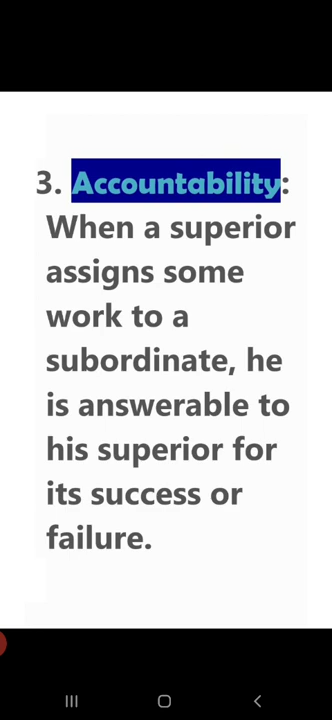 3. Accountability:
When a superior
assigns some
work to a
subordinate, he
is answerable to
his superior for
its success or
failure.